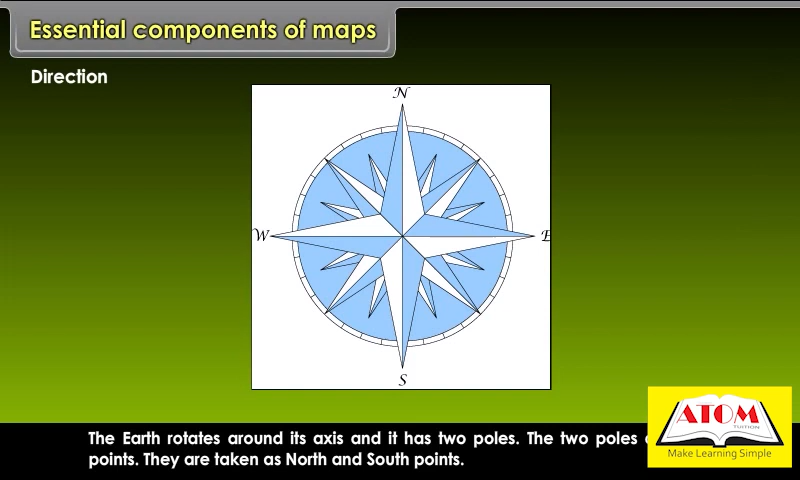 Essential components of maps
Direction
N
W
E
S
The Earth rotates around its axis and it has two poles. The two poles
points. They are taken as North and South points.
ATOM
TUITION
Make Learning Simple